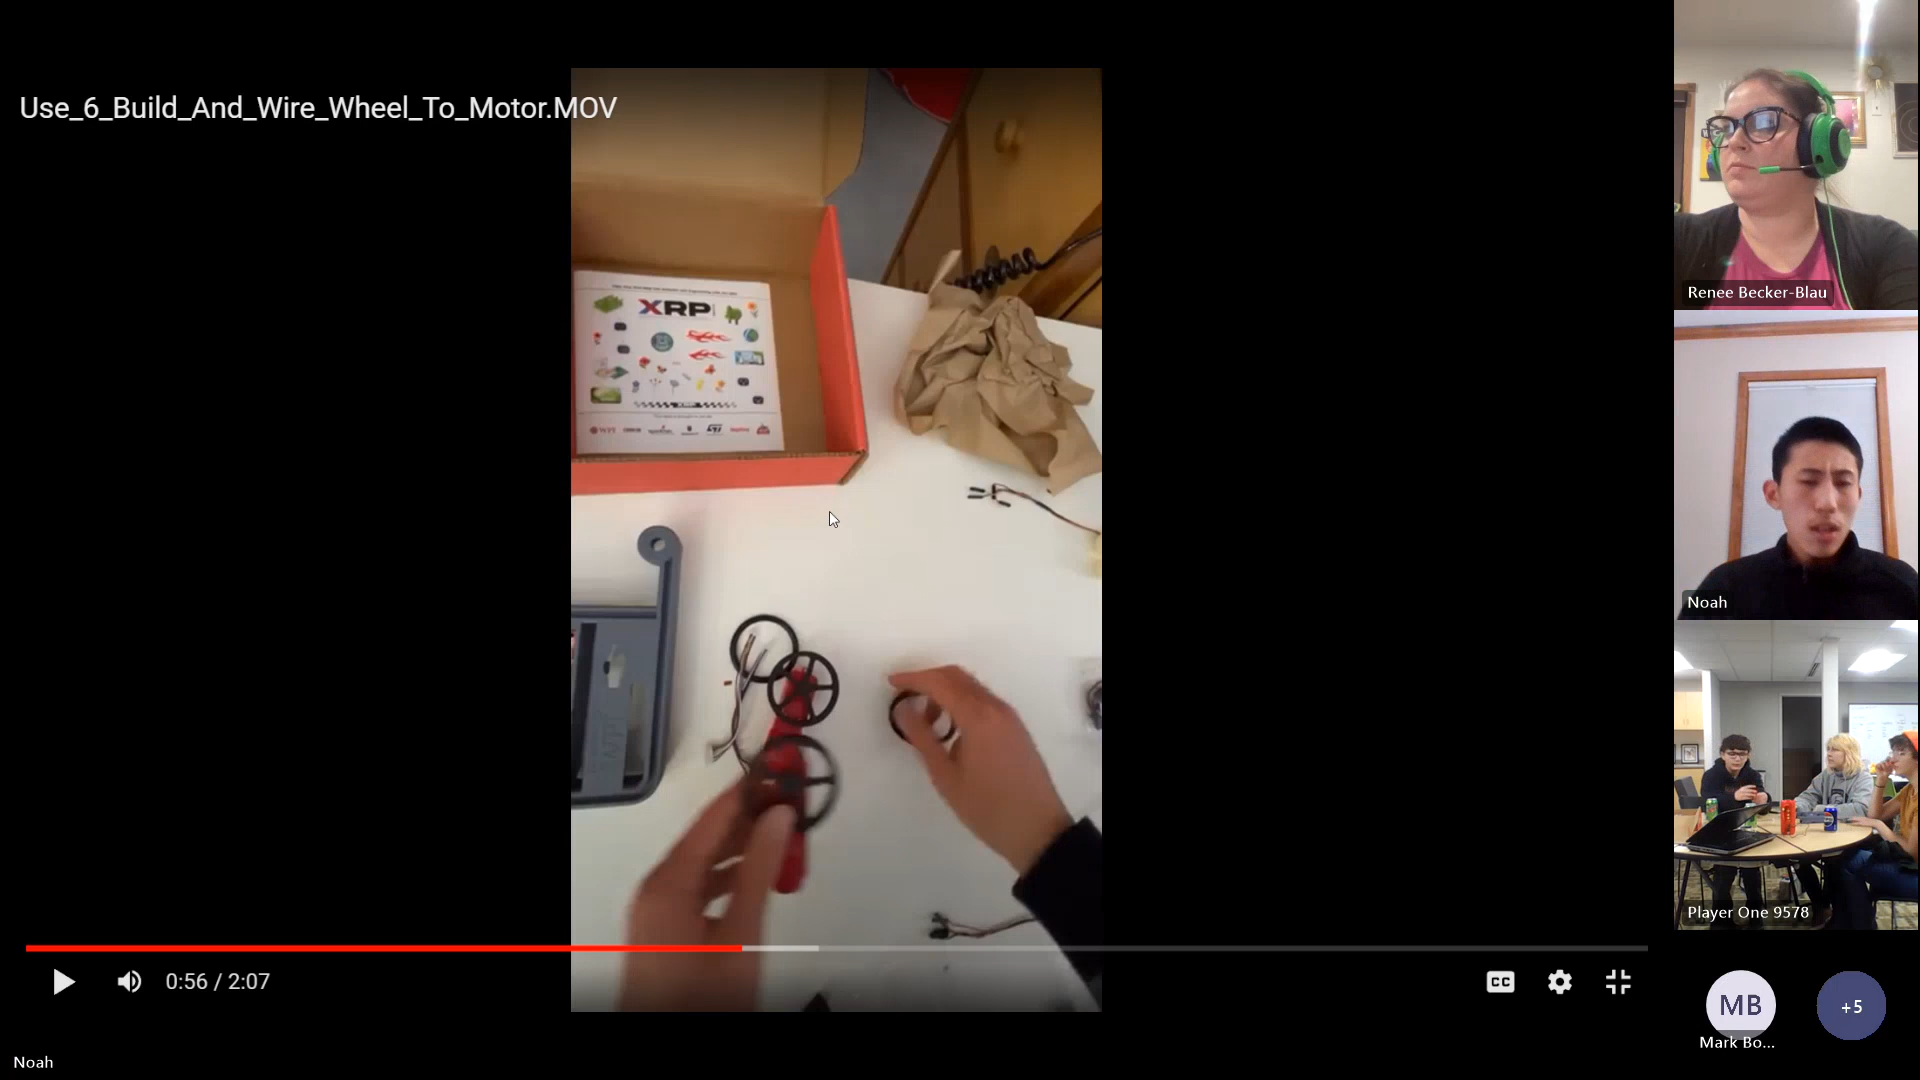 Use_6_Build_And_Wire_Wheel_To_Motor.MOV
XRP
0:56 / 2:07
CC
Noah
Renee Becker-Blau
Noah
Player One 9578
MB
+5
Mark Bo...